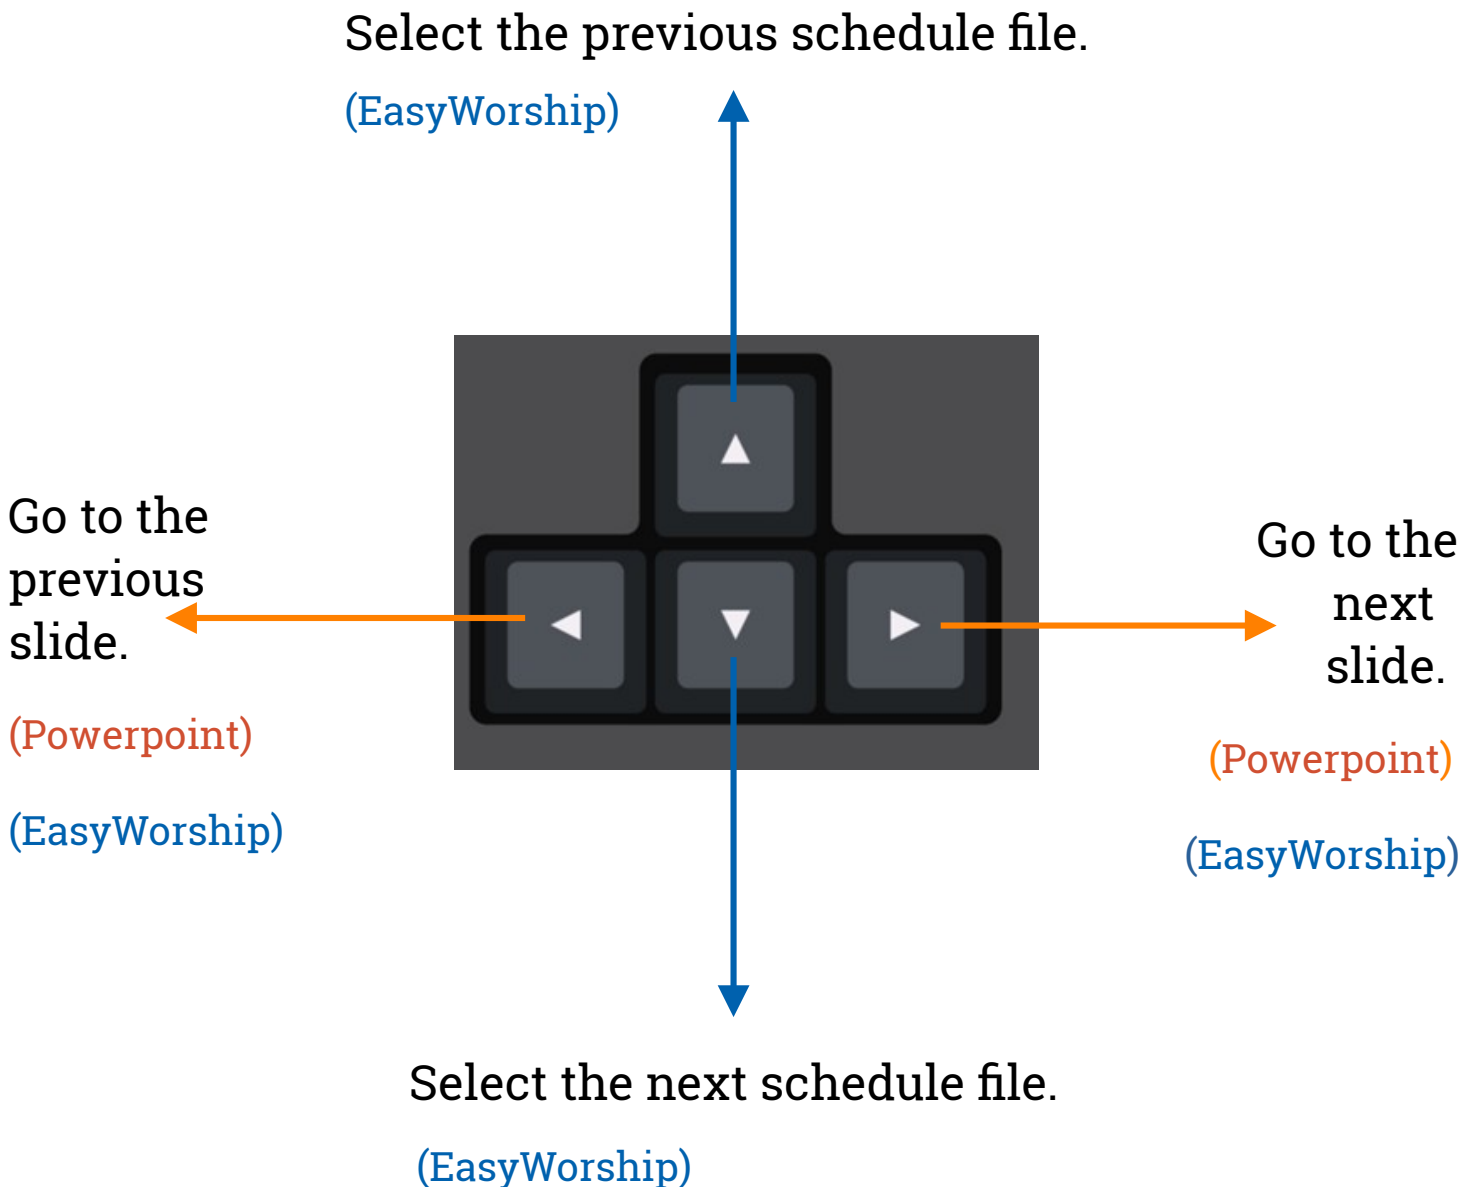 Select the previous schedule file.
(EasyWorship)
Go to the
previous
slide.
(Powerpoint)
(EasyWorship)
Go to the
next
slide.
(Powerpoint)
(EasyWorship)
Select the next schedule file.
(EasyWorship)